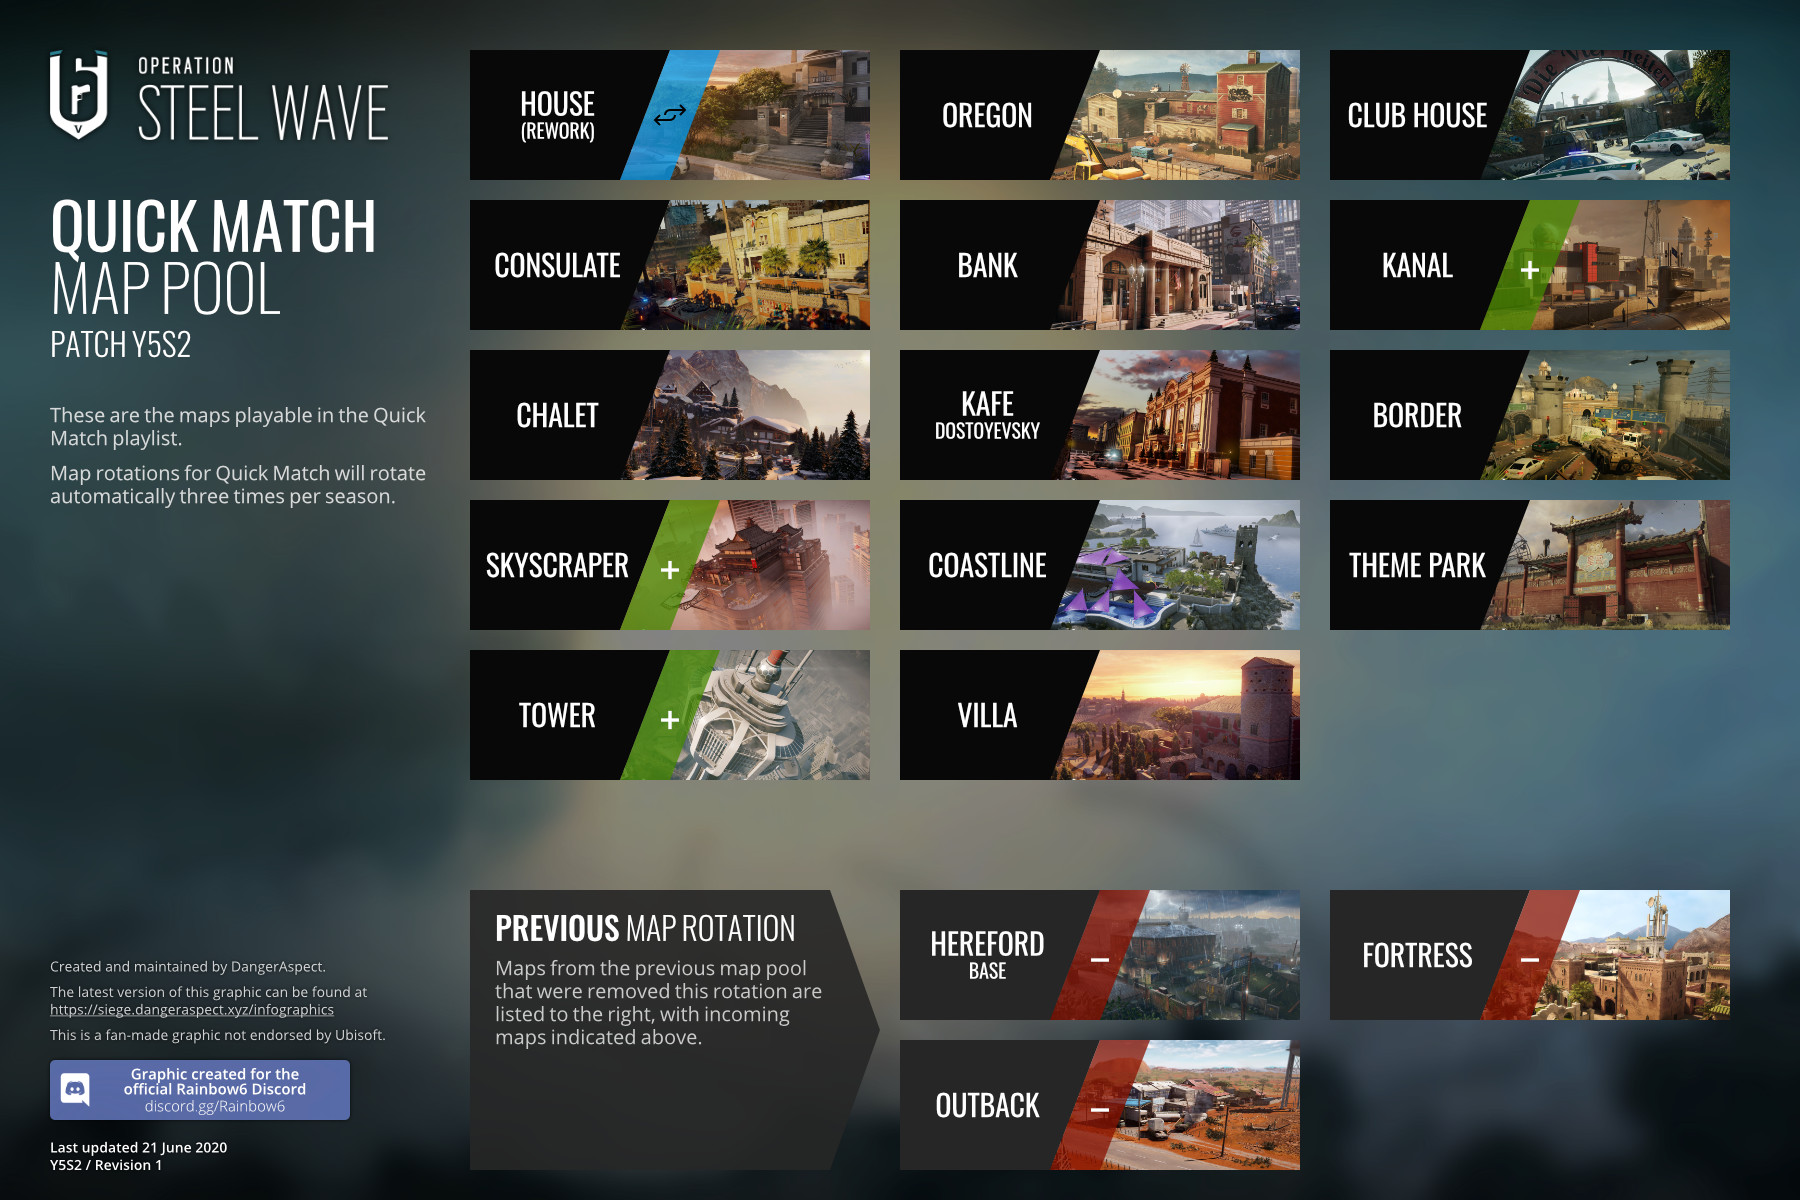 OPERATION
STEEL WAVE
QUICK MATCH
MAP POOL
PATCH Y5S2
These are the maps playable in the Quick
Match playlist.
Map rotations for Quick Match will rotate
automatically three times per season.
HOUSE
(REWORK)
OREGON
CLUB HOUSE
Die Vier Reiter
CONSULATE
BANK
KANAL
+
CHALET
KAFE
DOSTOYEVSKY
BORDER
SKYSCRAPER
+
COASTLINE
THEME PARK
TOWER
+
VILLA
PREVIOUS MAP ROTATION
Maps from the previous map pool
that were removed this rotation are
listed to the right, with incoming
maps indicated above.
HEREFORD
BASE
–
FORTRESS
–
OUTBACK
–
Created and maintained by DangerAspect.
The latest version of this graphic can be found at
https://siege.dangeraspect.xyz/infographics
This is a fan-made graphic not endorsed by Ubisoft.
Graphic created for the
official Rainbow6 Discord
discord.gg/Rainbow6
Last updated 21 June 2020
Y5S2 / Revision 1